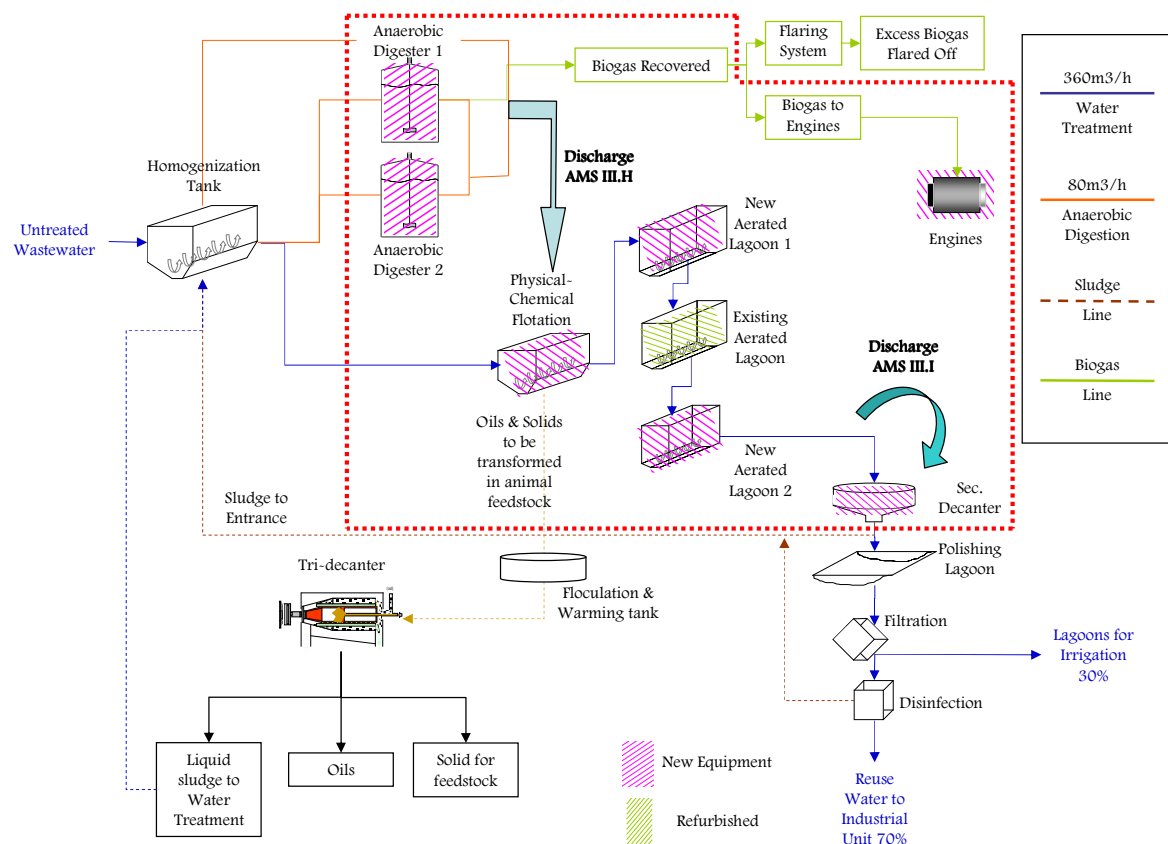 Anaerobic
Digester 1
Flaring
System
Excess Biogas
Flared Off
Biogas Recovered
360m3/h
Water
Treatment
Biogas to
Engines
Homogenization
Tank
Discharge
AMS III.H
New
Aerated
Lagoon 1
80m3/h
Anaerobic
Digestion
Untreated
Wastewater
Anaerobic
Digester 2
Engines
Physical-
Chemical
Flotation
Sludge
Line
Existing
Aerated
Lagoon
Discharge
AMS III.I
Biogas
Line
Oils & Solids
to be
transformed
in animal
feedstock
New
Aerated
Lagoon 2
Sludge to
Entrance
Sec.
Decanter
Polishing
Lagoon
Tri-decanter
Floculation &
Warming tank
Filtration
Lagoons for
Irrigation
30%
Disinfection
Liquid
sludge to
Water
Treatment
Oils
Solid for
feedstock
New Equipment
Refurbished
Reuse
Water to
Industrial
Unit 70%